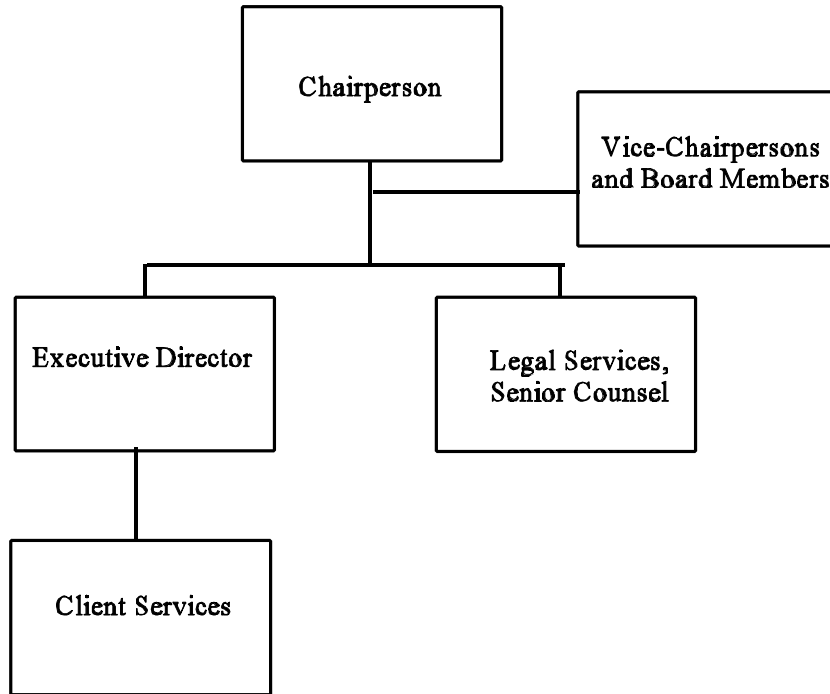 Chairperson
Vice-Chairpersons
and Board Members
Executive Director
Legal Services,
Senior Counsel
Client Services